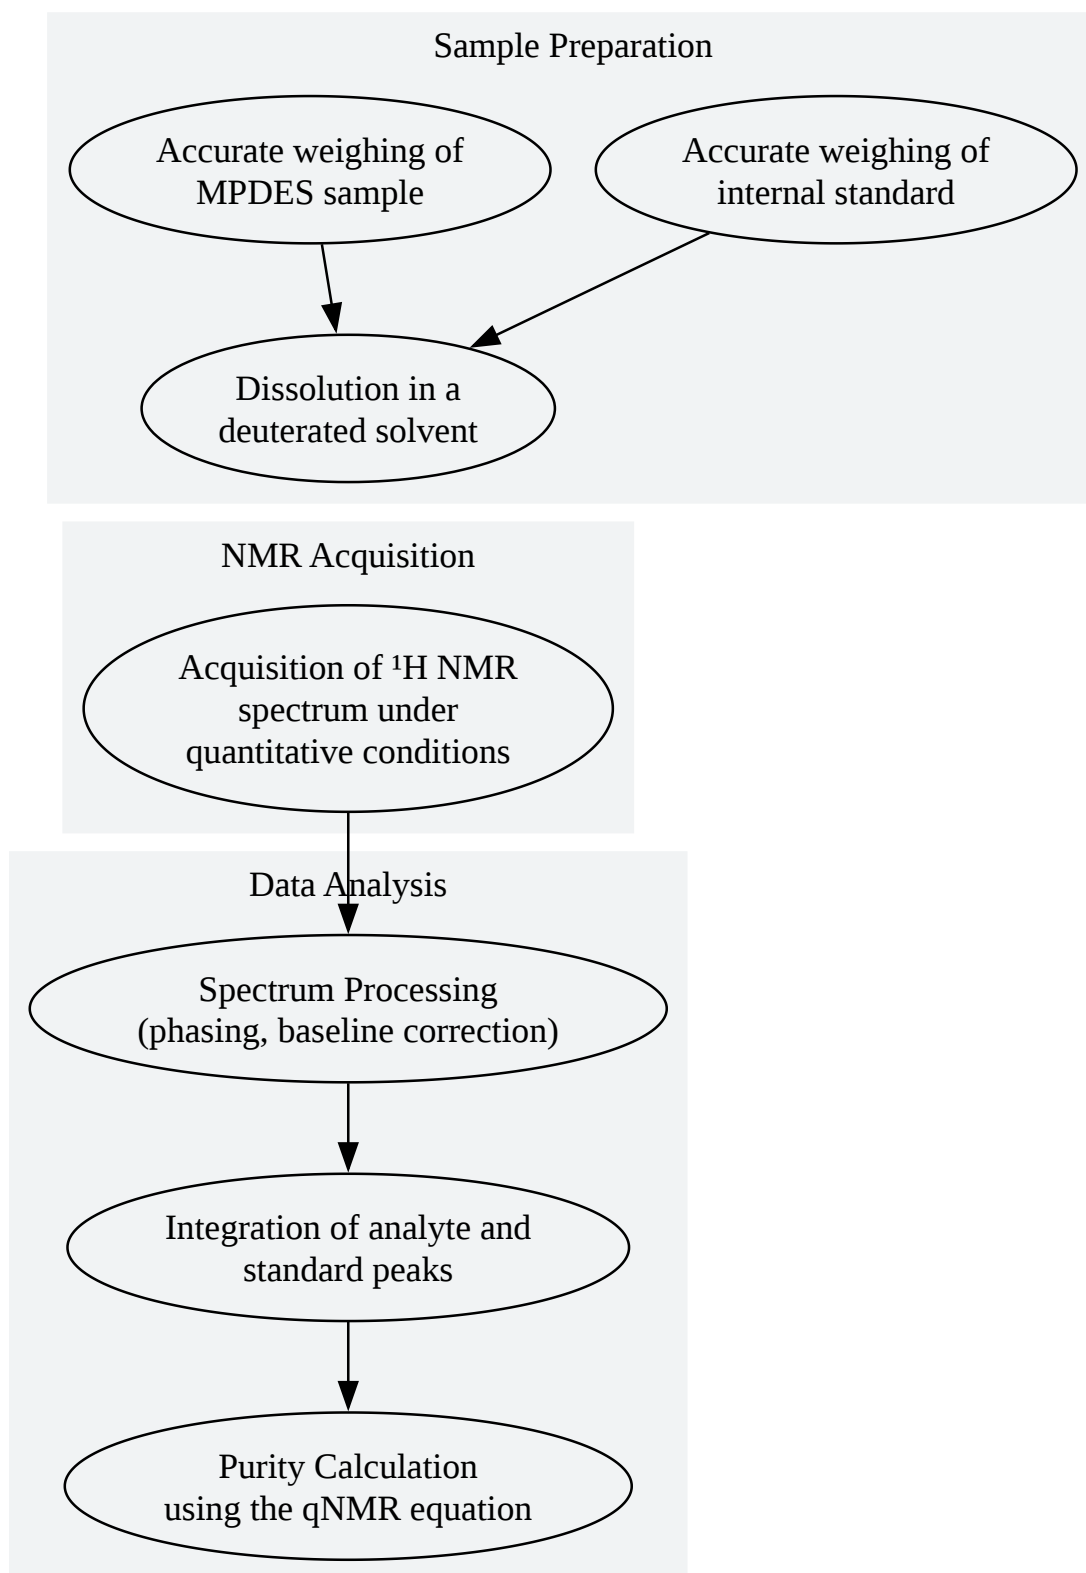 Sample Preparation
Accurate weighing of
MPDES sample
Accurate weighing of
internal standard
Dissolution in a
deuterated solvent
NMR Acquisition
Acquisition of ¹H NMR
spectrum under
quantitative conditions
Data Analysis
Spectrum Processing
(phasing, baseline correction)
Integration of analyte and
standard peaks
Purity Calculation
using the qNMR equation